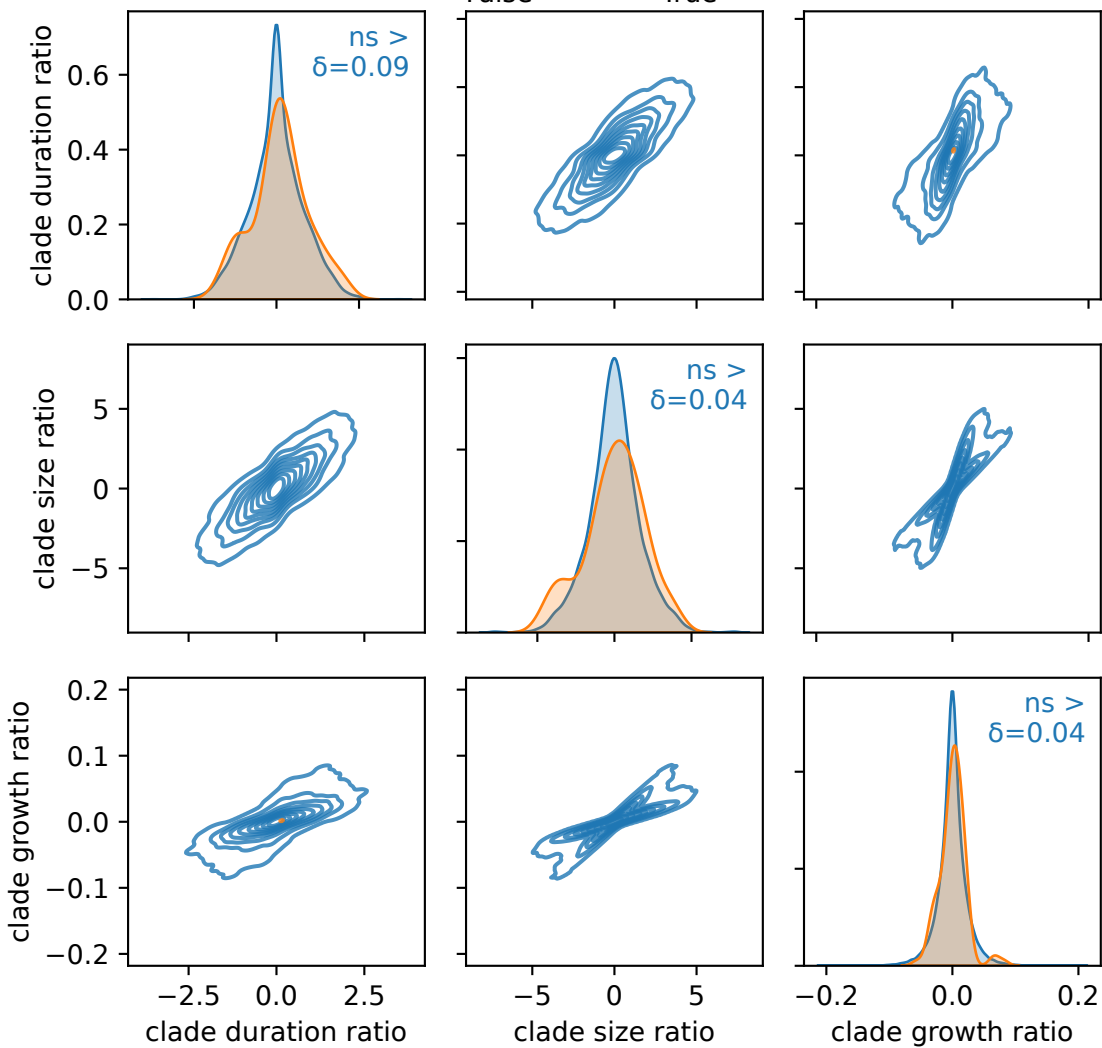 clade duration ratio
0.6
0.4
0.2
0.0
ns >
δ=0.09
clade size ratio
5
0
−5
ns >
δ=0.04
clade growth ratio
0.2
0.1
0.0
−0.1
−0.2
ns >
δ=0.04
−2.5 0.0 2.5
−5 0 5
−0.2 0.0 0.2
clade duration ratio
clade size ratio
clade growth ratio